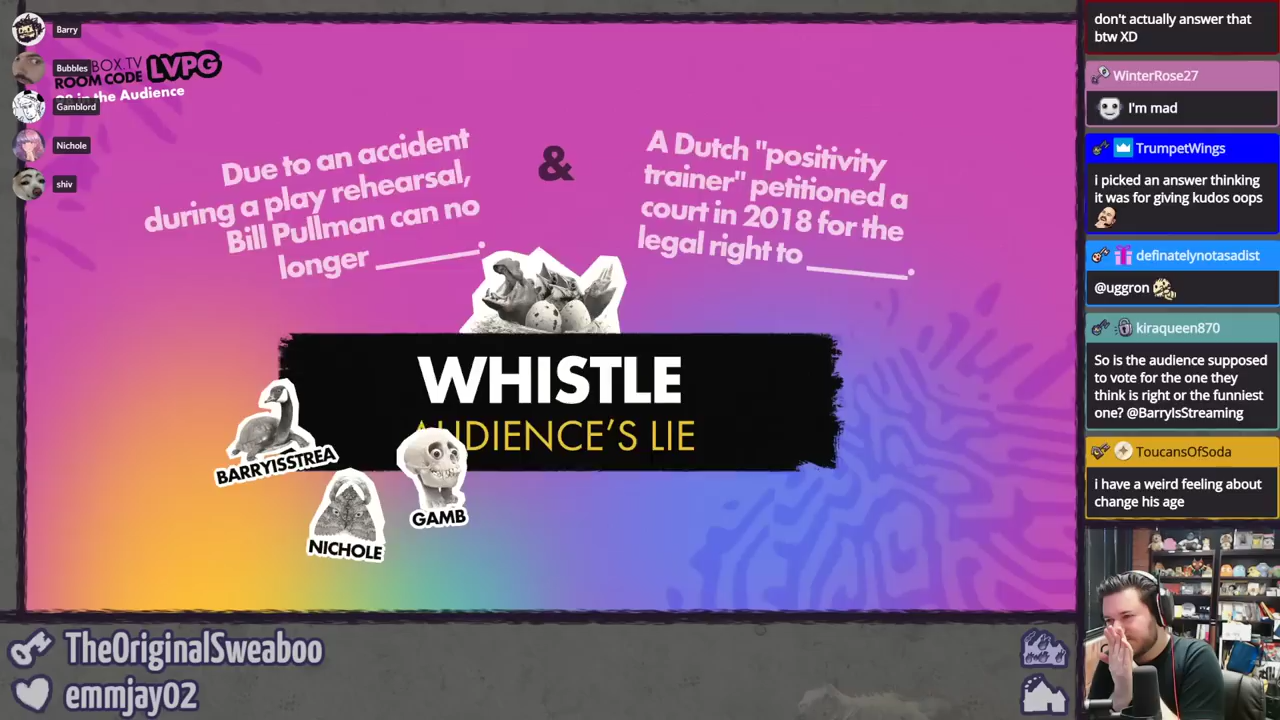 Barry
Bubbles
BOX.TV
ROOM CODE LVPG
in the Audience
Gamblord
Nichole
shiv
Due to an accident
during a play rehearsal,
Bill Pullman can no
longer ______.
&
A Dutch "positivity
trainer" petitioned a
court in 2018 for the
legal right to ______.
WHISTLE
AUDIENCE'S LIE
BARRYISSTREA
NICHOLE
GAMB
don't actually answer that
btw XD
WinterRose27
I'm mad
TrumpetWings
i picked an answer thinking
it was for giving kudos oops
definatelynotasadist
@uggron
kiraqueen870
So is the audience supposed
to vote for the one they
think is right or the funniest
one? @BarryIsStreaming
ToucansOfSoda
i have a weird feeling about
change his age
TheOriginalSweaboo
emmjay02